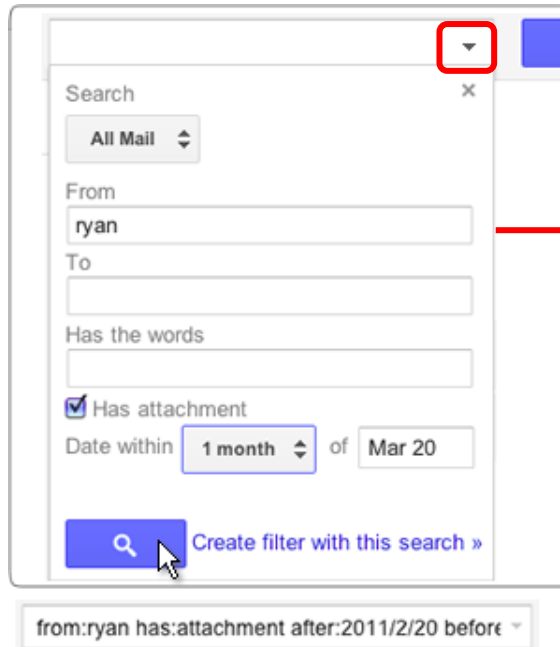 Search
×
All Mail
From
ryan
To
Has the words
Has attachment
Date within 1 month of Mar 20
Create filter with this search »
from:ryan has:attachment after:2011/2/20 before